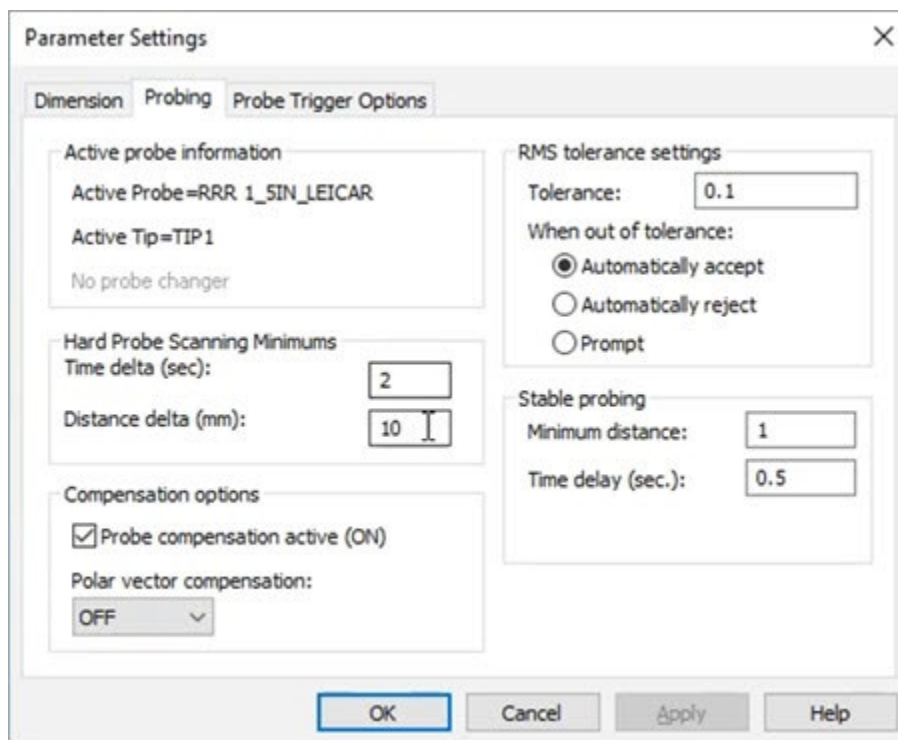 Parameter Settings
Dimension
Probing
Probe Trigger Options
Active probe information
Active Probe=RRR 1_5IN_LEICAR
Active Tip=TIP1
No probe changer
Hard Probe Scanning Minimums
Time delta (sec):
2
Distance delta (mm):
10
Compensation options
Probe compensation active (ON)
Polar vector compensation:
OFF
RMS tolerance settings
Tolerance:
0.1
When out of tolerance:
Automatically accept
Automatically reject
Prompt
Stable probing
Minimum distance:
1
Time delay (sec.):
0.5
OK
Cancel
Apply
Help